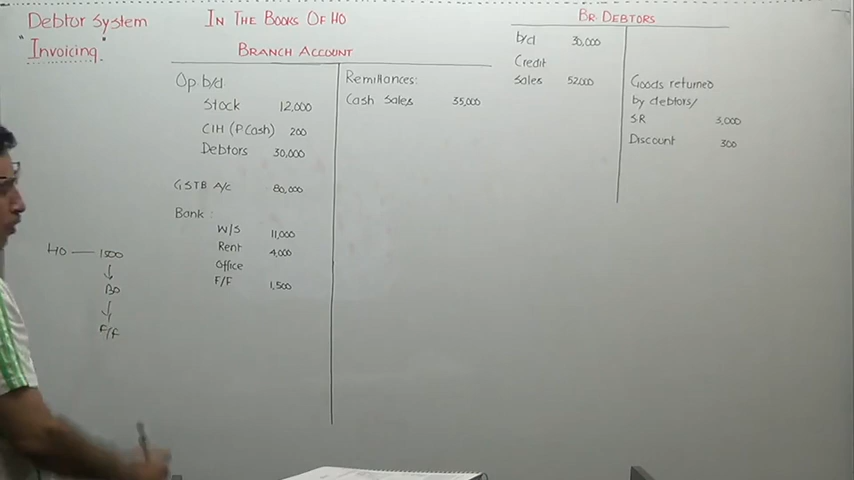 Debtor System
"Invoicing"
In The Books Of HO
Branch Account
Op b/d
Stock 12,000
CIH (P.Cash) 200
Debtors 30,000
GSTB A/c 80,000
Bank :
W/S 11,000
Rent 4,000
Office
F/F 1,500
Remittances:
Cash Sales 35,000
Br Debtors
b/d 30,000
Credit
Sales 52,000
Goods returned
by debtors/
SR 3,000
Discount 300
HO — 1500
↓
BO
↓
F/F